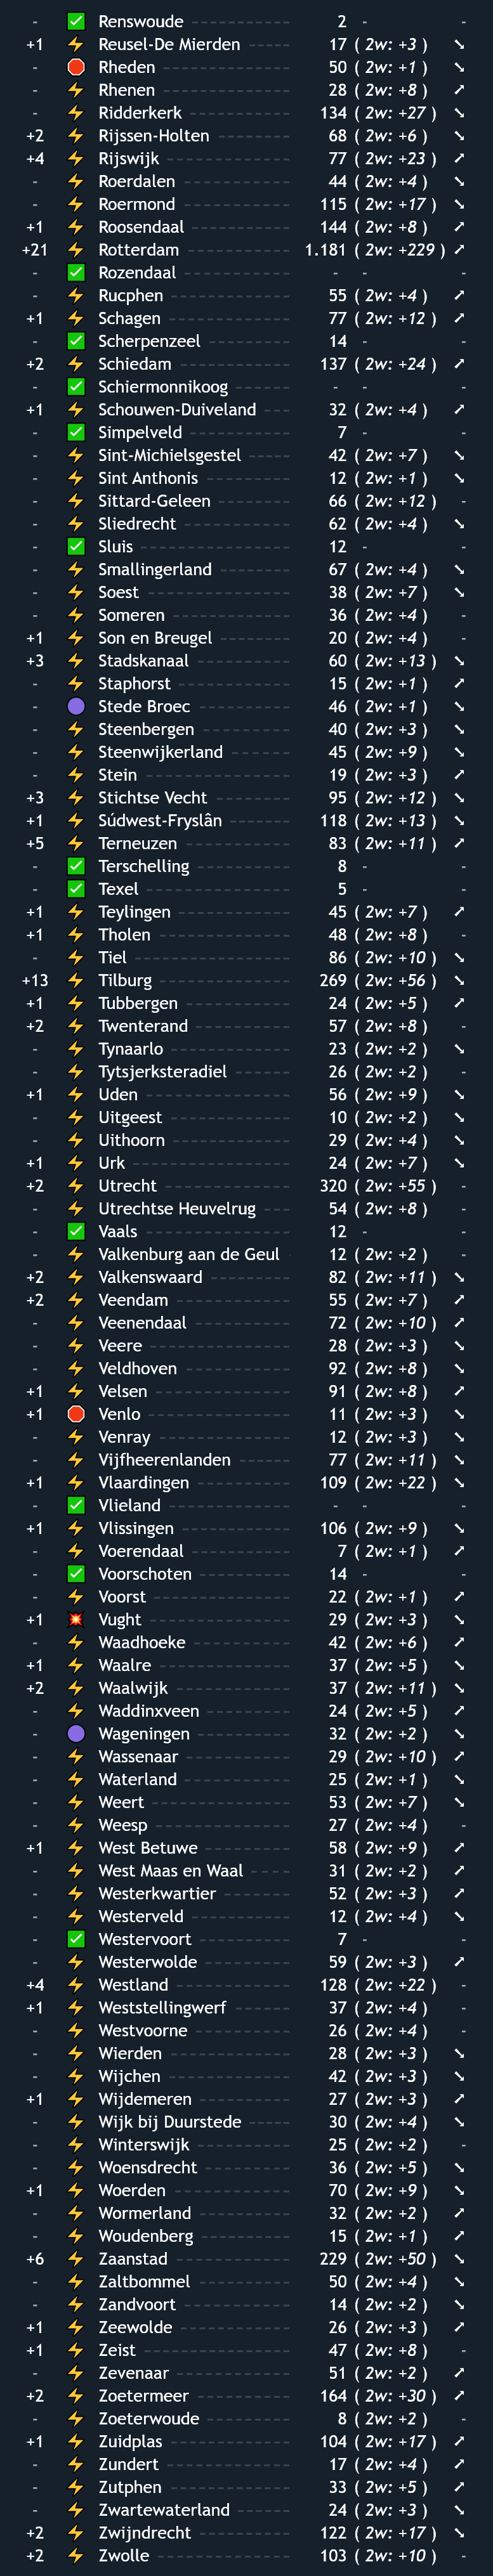 - ✅ Renswoude 2 - -
+1 ⚡ Reusel-De Mierden 17 ( 2w: +3 ) ↘
- 🛑 Rheden 50 ( 2w: +1 ) ↘
- ⚡ Rhenen 28 ( 2w: +8 ) ↗
- ⚡ Ridderkerk 134 ( 2w: +27 ) ↘
+2 ⚡ Rijssen-Holten 68 ( 2w: +6 ) ↘
+4 ⚡ Rijswijk 77 ( 2w: +23 ) ↗
- ⚡ Roerdalen 44 ( 2w: +4 ) ↘
- ⚡ Roermond 115 ( 2w: +17 ) ↘
+1 ⚡ Roosendaal 144 ( 2w: +8 ) ↗
+21 ⚡ Rotterdam 1.181 ( 2w: +229 ) ↗
- ✅ Rozendaal - - -
- ⚡ Rucphen 55 ( 2w: +4 ) ↗
+1 ⚡ Schagen 77 ( 2w: +12 ) ↗
- ✅ Scherpenzeel 14 - -
+2 ⚡ Schiedam 137 ( 2w: +24 ) ↗
- ✅ Schiermonnikoog - - -
+1 ⚡ Schouwen-Duiveland 32 ( 2w: +4 ) ↗
- ✅ Simpelveld 7 - -
- ⚡ Sint-Michielsgestel 42 ( 2w: +7 ) ↘
- ⚡ Sint Anthonis 12 ( 2w: +1 ) ↘
- ⚡ Sittard-Geleen 66 ( 2w: +12 ) -
- ⚡ Sliedrecht 62 ( 2w: +4 ) ↘
- ✅ Sluis 12 - -
- ⚡ Smallingerland 67 ( 2w: +4 ) ↘
- ⚡ Soest 38 ( 2w: +7 ) ↘
- ⚡ Someren 36 ( 2w: +4 ) -
+1 ⚡ Son en Breugel 20 ( 2w: +4 ) -
+3 ⚡ Stadskanaal 60 ( 2w: +13 ) ↘
- ⚡ Staphorst 15 ( 2w: +1 ) ↗
- 🟣 Stede Broec 46 ( 2w: +1 ) ↘
- ⚡ Steenbergen 40 ( 2w: +3 ) ↘
- ⚡ Steenwijkerland 45 ( 2w: +9 ) ↘
- ⚡ Stein 19 ( 2w: +3 ) ↗
+3 ⚡ Stichtse Vecht 95 ( 2w: +12 ) ↘
+1 ⚡ Súdwest-Fryslân 118 ( 2w: +13 ) ↘
+5 ⚡ Terneuzen 83 ( 2w: +11 ) ↗
- ✅ Terschelling 8 - -
- ✅ Texel 5 - -
+1 ⚡ Teylingen 45 ( 2w: +7 ) ↗
+1 ⚡ Tholen 48 ( 2w: +8 ) -
- ⚡ Tiel 86 ( 2w: +10 ) ↘
+13 ⚡ Tilburg 269 ( 2w: +56 ) ↘
+1 ⚡ Tubbergen 24 ( 2w: +5 ) ↗
+2 ⚡ Twenterand 57 ( 2w: +8 ) -
- ⚡ Tynaarlo 23 ( 2w: +2 ) ↘
- ⚡ Tytsjerksteradiel 26 ( 2w: +2 ) -
+1 ⚡ Uden 56 ( 2w: +9 ) ↘
- ⚡ Uitgeest 10 ( 2w: +2 ) ↘
- ⚡ Uithoorn 29 ( 2w: +4 ) ↘
+1 ⚡ Urk 24 ( 2w: +7 ) ↘
+2 ⚡ Utrecht 320 ( 2w: +55 ) -
- ⚡ Utrechtse Heuvelrug 54 ( 2w: +8 ) -
- ✅ Vaals 12 - -
- ⚡ Valkenburg aan de Geul 12 ( 2w: +2 ) -
+2 ⚡ Valkenswaard 82 ( 2w: +11 ) ↘
+2 ⚡ Veendam 55 ( 2w: +7 ) ↗
- ⚡ Veenendaal 72 ( 2w: +10 ) ↗
- ⚡ Veere 28 ( 2w: +3 ) ↘
- ⚡ Veldhoven 92 ( 2w: +8 ) ↘
+1 ⚡ Velsen 91 ( 2w: +8 ) ↗
+1 🛑 Venlo 11 ( 2w: +3 ) ↘
- ⚡ Venray 12 ( 2w: +3 ) ↘
- ⚡ Vijfheerenlanden 77 ( 2w: +11 ) ↘
+1 ⚡ Vlaardingen 109 ( 2w: +22 ) ↘
- ✅ Vlieland - - -
+1 ⚡ Vlissingen 106 ( 2w: +9 ) ↘
- ⚡ Voerendaal 7 ( 2w: +1 ) ↗
- ✅ Voorschoten 14 - -
- ⚡ Voorst 22 ( 2w: +1 ) ↗
+1 💥 Vught 29 ( 2w: +3 ) ↘
- ⚡ Waadhoeke 42 ( 2w: +6 ) ↗
+1 ⚡ Waalre 37 ( 2w: +5 ) ↘
+2 ⚡ Waalwijk 37 ( 2w: +11 ) ↘
- ⚡ Waddinxveen 24 ( 2w: +5 ) ↗
- 🟣 Wageningen 32 ( 2w: +2 ) ↘
- ⚡ Wassenaar 29 ( 2w: +10 ) ↗
- ⚡ Waterland 25 ( 2w: +1 ) ↘
- ⚡ Weert 53 ( 2w: +7 ) ↘
- ⚡ Weesp 27 ( 2w: +4 ) -
+1 ⚡ West Betuwe 58 ( 2w: +9 ) ↗
- ⚡ West Maas en Waal 31 ( 2w: +2 ) ↗
- ⚡ Westerkwartier 52 ( 2w: +3 ) ↗
- ⚡ Westerveld 12 ( 2w: +4 ) ↘
- ✅ Westervoort 7 - -
- ⚡ Westerwolde 59 ( 2w: +3 ) ↗
+4 ⚡ Westland 128 ( 2w: +22 ) -
+1 ⚡ Weststellingwerf 37 ( 2w: +4 ) -
- ⚡ Westvoorne 26 ( 2w: +4 ) -
- ⚡ Wierden 28 ( 2w: +3 ) ↘
- ⚡ Wijchen 42 ( 2w: +3 ) ↘
+1 ⚡ Wijdemeren 27 ( 2w: +3 ) ↗
- ⚡ Wijk bij Duurstede 30 ( 2w: +4 ) ↘
- ⚡ Winterswijk 25 ( 2w: +2 ) -
- ⚡ Woensdrecht 36 ( 2w: +5 ) ↘
+1 ⚡ Woerden 70 ( 2w: +9 ) ↘
- ⚡ Wormerland 32 ( 2w: +2 ) ↗
- ⚡ Woudenberg 15 ( 2w: +1 ) ↗
+6 ⚡ Zaanstad 229 ( 2w: +50 ) ↘
- ⚡ Zaltbommel 50 ( 2w: +4 ) ↘
- ⚡ Zandvoort 14 ( 2w: +2 ) ↘
+1 ⚡ Zeewolde 26 ( 2w: +3 ) ↗
+1 ⚡ Zeist 47 ( 2w: +8 ) -
- ⚡ Zevenaar 51 ( 2w: +2 ) ↗
+2 ⚡ Zoetermeer 164 ( 2w: +30 ) ↗
- ⚡ Zoeterwoude 8 ( 2w: +2 ) -
+1 ⚡ Zuidplas 104 ( 2w: +17 ) ↗
- ⚡ Zundert 17 ( 2w: +4 ) ↗
- ⚡ Zutphen 33 ( 2w: +5 ) ↗
- ⚡ Zwartewaterland 24 ( 2w: +3 ) ↘
+2 ⚡ Zwijndrecht 122 ( 2w: +17 ) ↘
+2 ⚡ Zwolle 103 ( 2w: +10 ) -